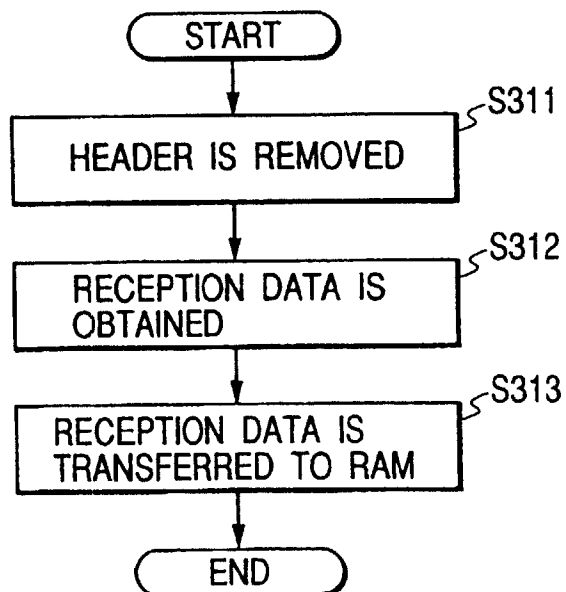 START
S311
HEADER IS REMOVED
S312
RECEPTION DATA IS
OBTAINED
S313
RECEPTION DATA IS
TRANSFERRED TO RAM
END